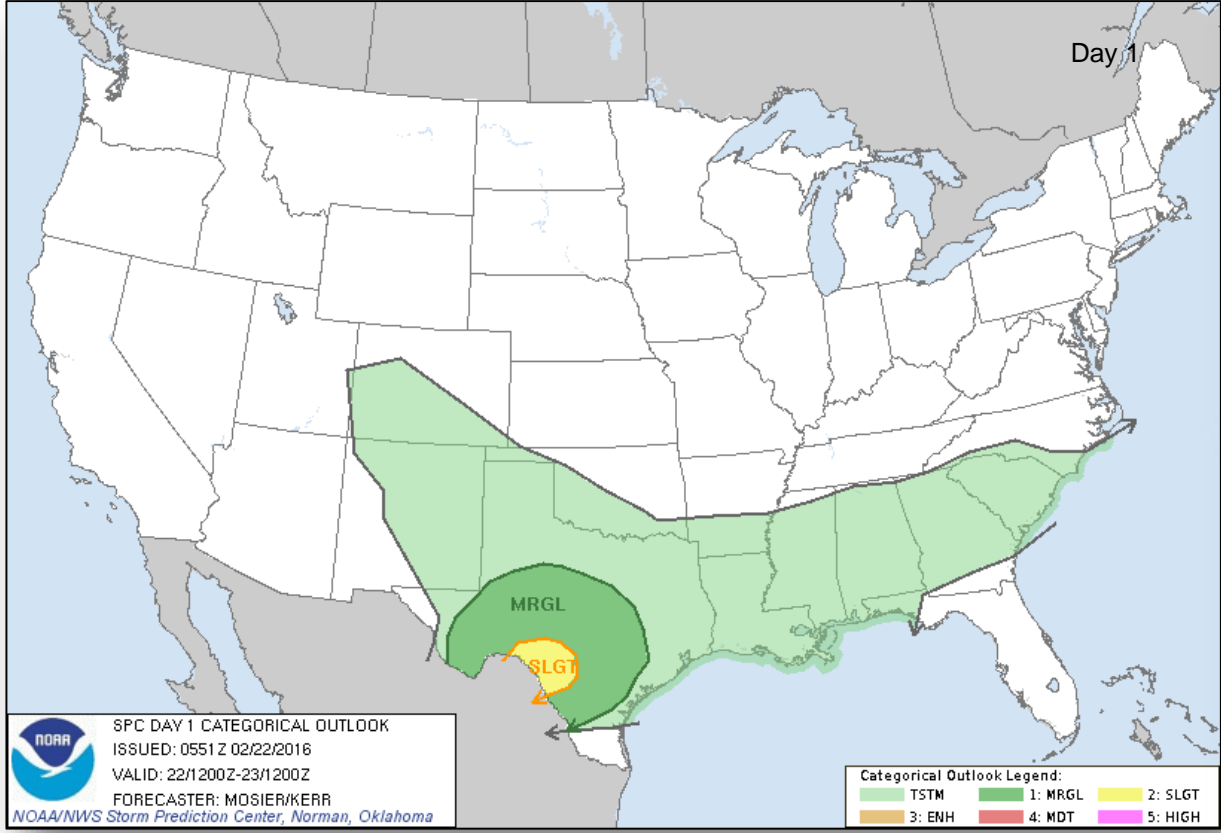 Day 1
MRGL
SLGT
NOAA
SPC DAY 1 CATEGORICAL OUTLOOK
ISSUED: 0551Z 02/22/2016
VALID: 22/1200Z-23/1200Z
FORECASTER: MOSIER/KERR
NOAA/NWS Storm Prediction Center, Norman, Oklahoma
Categorical Outlook Legend:
TSTM 1: MRGL 2: SLGT
3: ENH 4: MDT 5: HIGH